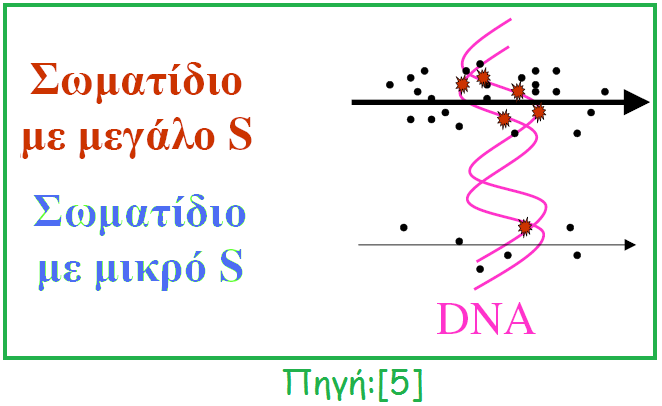 Σωματίδιο
με μεγάλο S
Σωματίδιο
με μικρό S
DNA
Πηγή:[5]